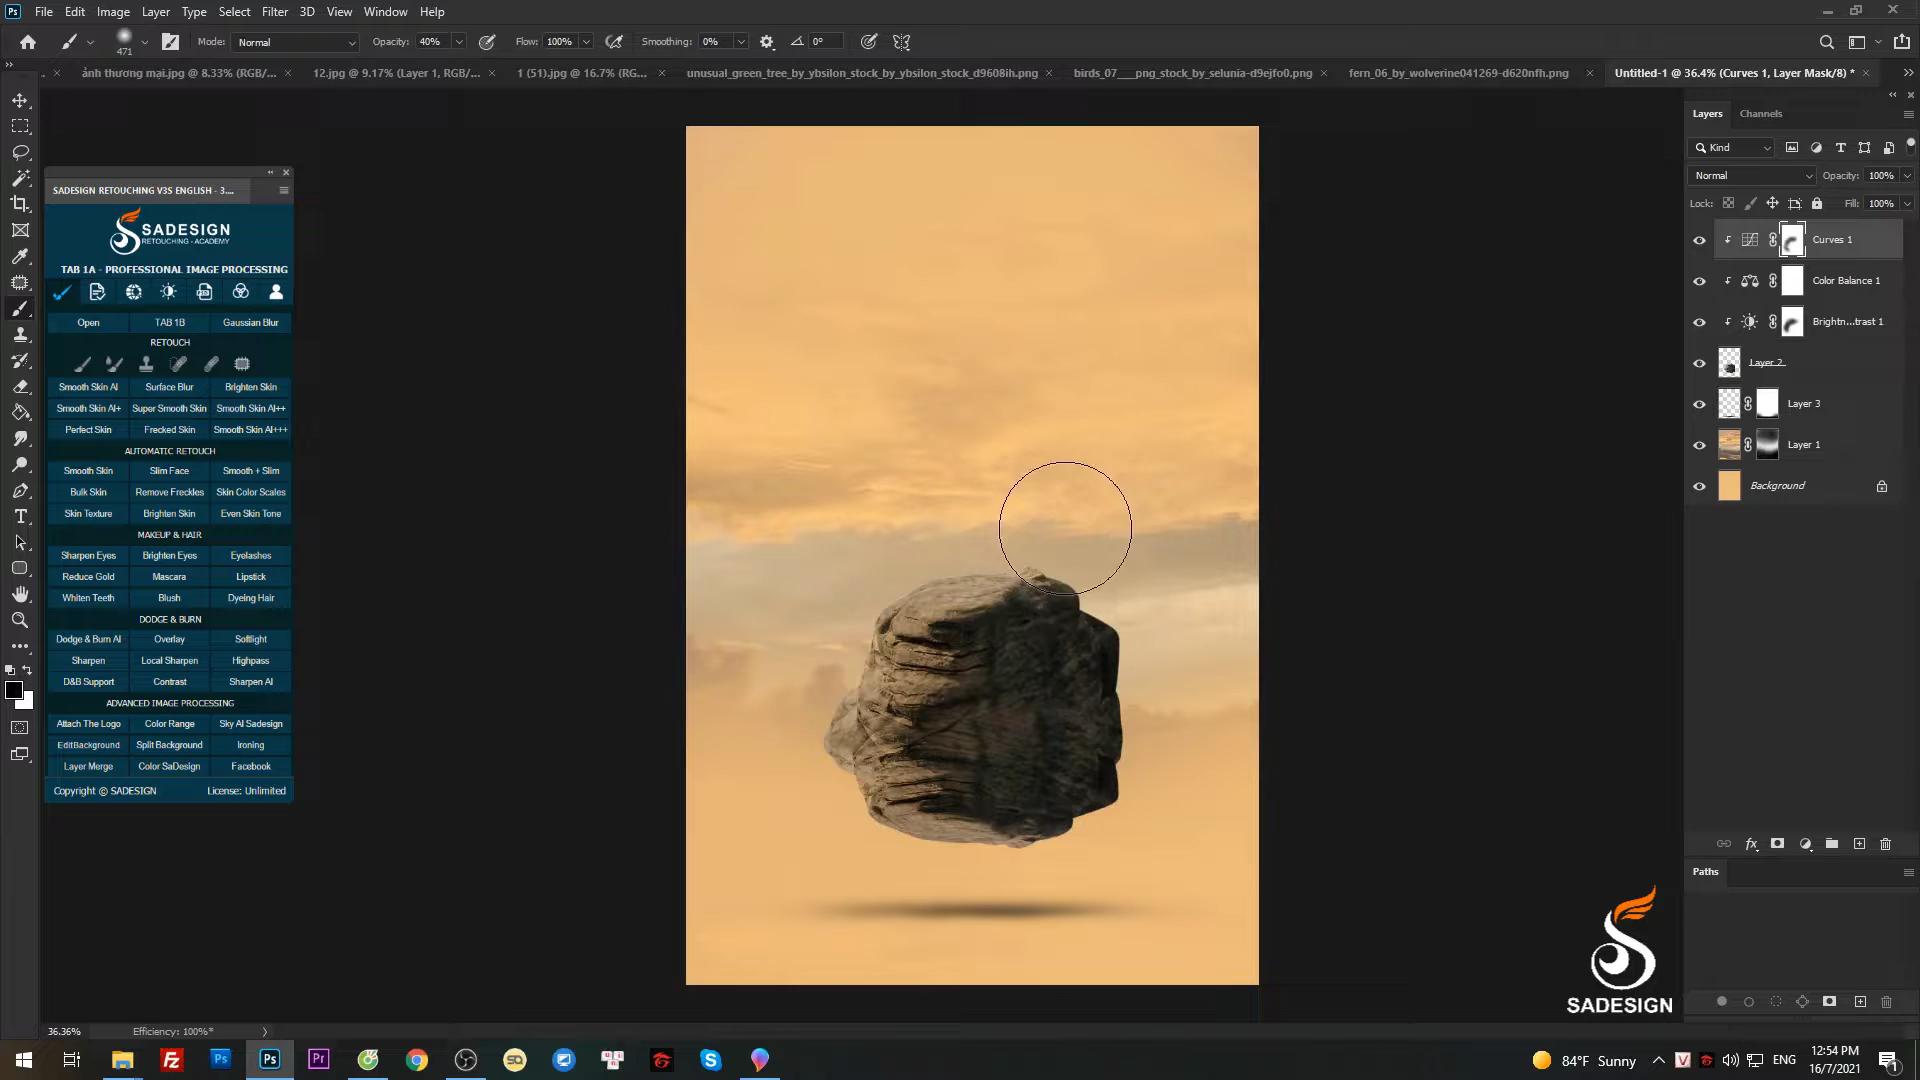 Ps File Edit Image Layer Type Select Filter 3D View Window Help
471 Mode: Normal Opacity: 40% Flow: 100% Smoothing: 0% 0°
ảnh thương mại.jpg @ 8.33% (RGB/... 12.jpg @ 9.17% (Layer 1, RGB/... 1 (51).jpg @ 16.7% (RG... unusual_green_tree_by_ybsilon_stock_by_ybsilon_stock_d9608ih.png birds_07___png_stock_by_selunia-d9ejfo0.png fern_06_by_wolverine041269-d620nfh.png Untitled-1 @ 36.4% (Curves 1, Layer Mask/8) *
SADESIGN RETOUCHING V3S ENGLISH - 3....
SADESIGN
RETOUCHING - ACADEMY
TAB 1A - PROFESSIONAL IMAGE PROCESSING
Open TAB 1B Gaussian Blur
RETOUCH
Smooth Skin AI Surface Blur Brighten Skin
Smooth Skin AI+ Super Smooth Skin Smooth Skin AI++
Perfect Skin Frecked Skin Smooth Skin AI+++
AUTOMATIC RETOUCH
Smooth Skin Slim Face Smooth + Slim
Bulk Skin Remove Freckles Skin Color Scales
Skin Texture Brighten Skin Even Skin Tone
MAKEUP & HAIR
Sharpen Eyes Brighten Eyes Eyelashes
Reduce Gold Mascara Lipstick
Whiten Teeth Blush Dyeing Hair
DODGE & BURN
Dodge & Burn AI Overlay Softlight
Sharpen Local Sharpen Highpass
D&B Support Contrast Sharpen AI
ADVANCED IMAGE PROCESSING
Attach The Logo Color Range Sky AI Sadesign
EditBackground Split Background Ironing
Layer Merge Color SaDesign Facebook
Copyright © SADESIGN License: Unlimited
Layers Channels
Kind
Normal Opacity: 100%
Lock: Fill: 100%
Curves 1
Color Balance 1
Brightn...trast 1
Layer 2
Layer 3
Layer 1
Background
Paths
SADESIGN
36.36% Efficiency: 100%*
84°F Sunny ENG 12:54 PM
16/7/2021